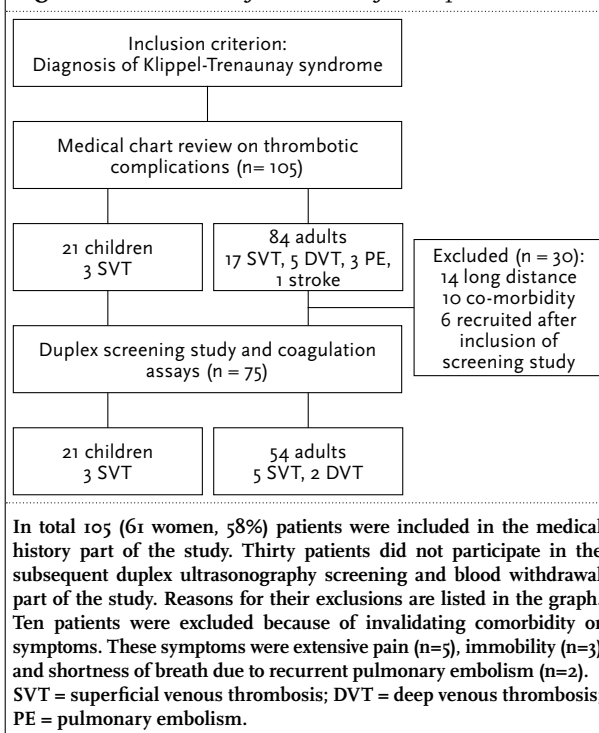 Inclusion criterion:
Diagnosis of Klippel-Trenaunay syndrome
Medical chart review on thrombotic
complications (n= 105)
21 children
3 SVT
84 adults
17 SVT, 5 DVT, 3 PE,
1 stroke
Excluded (n = 30):
14 long distance
10 co-morbidity
6 recruited after
inclusion of
screening study
Duplex screening study and coagulation
assays (n = 75)
21 children
3 SVT
54 adults
5 SVT, 2 DVT
In total 105 (61 women, 58%) patients were included in the medical
history part of the study. Thirty patients did not participate in the
subsequent duplex ultrasonography screening and blood withdrawal
part of the study. Reasons for their exclusions are listed in the graph.
Ten patients were excluded because of invalidating comorbidity or
symptoms. These symptoms were extensive pain (n=5), immobility (n=3)
and shortness of breath due to recurrent pulmonary embolism (n=2).
SVT = superficial venous thrombosis; DVT = deep venous thrombosis;
PE = pulmonary embolism.